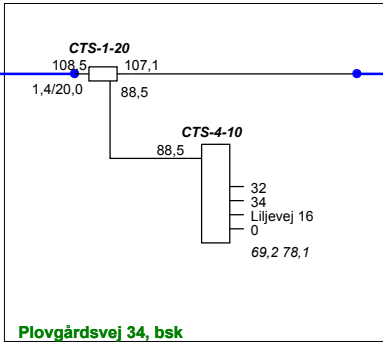 CTS-1-20
108,5 107,1
1,4/20,0 88,5
CTS-4-10
88,5
32
34
Liljevej 16
0
69,2 78,1
Plovgårdsvej 34, bsk